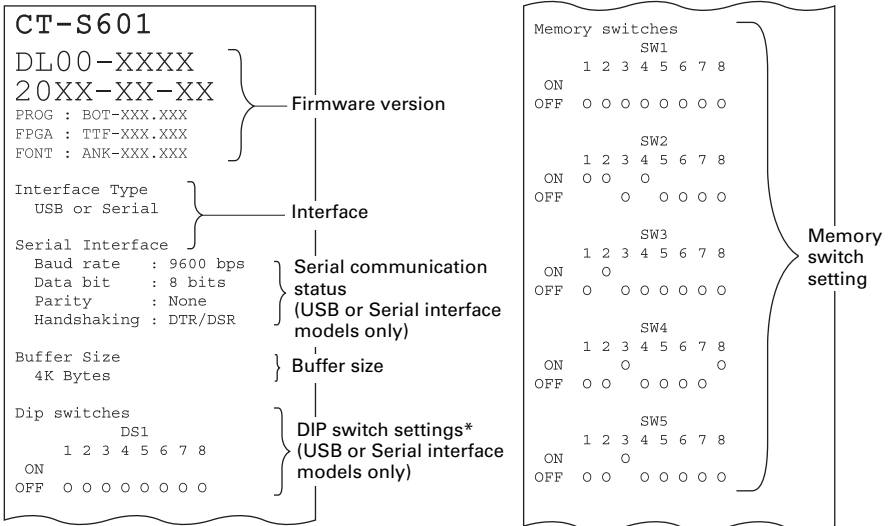 CT-S601
DL00-XXXX
20XX-XX-XX
PROG : BOT-XXX.XXX
FPGA : TTF-XXX.XXX
FONT : ANK-XXX.XXX
Firmware version
Interface Type
USB or Serial
Interface
Serial Interface
Baud rate : 9600 bps
Data bit : 8 bits
Parity : None
Handshaking : DTR/DSR
Serial communication
status
(USB or Serial interface
models only)
Buffer Size
4K Bytes
Buffer size
Dip switches
DS1
1 2 3 4 5 6 7 8
ON
OFF O O O O O O O O
DIP switch settings*
(USB or Serial interface
models only)
Memory switches
SW1
1 2 3 4 5 6 7 8
ON
OFF O O O O O O O O
SW2
1 2 3 4 5 6 7 8
ON O O   O
OFF     O   O O O O
SW3
1 2 3 4 5 6 7 8
ON   O
OFF O   O O O O O O
SW4
1 2 3 4 5 6 7 8
ON     O         O
OFF O O   O O O O
SW5
1 2 3 4 5 6 7 8
ON     O
OFF O O   O O O O O
Memory
switch
setting